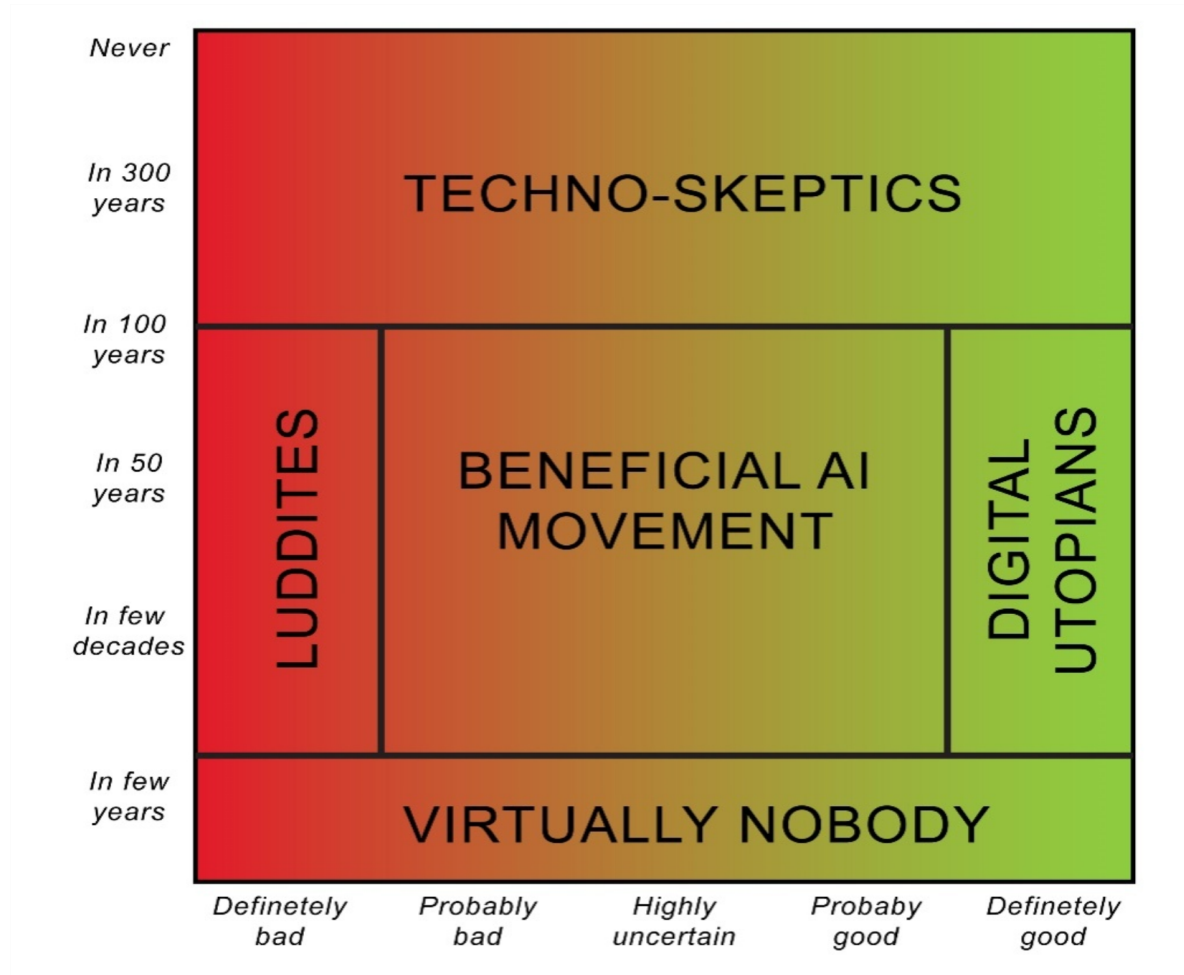 Never
In 300
years
TECHNO-SKEPTICS
In 100
years
In 50
years
LUDDITES
BENEFICIAL AI
MOVEMENT
DIGITAL
UTOPIANS
In few
decades
In few
years
VIRTUALLY NOBODY
Definetely
bad
Probably
bad
Highly
uncertain
Probaby
good
Definetely
good